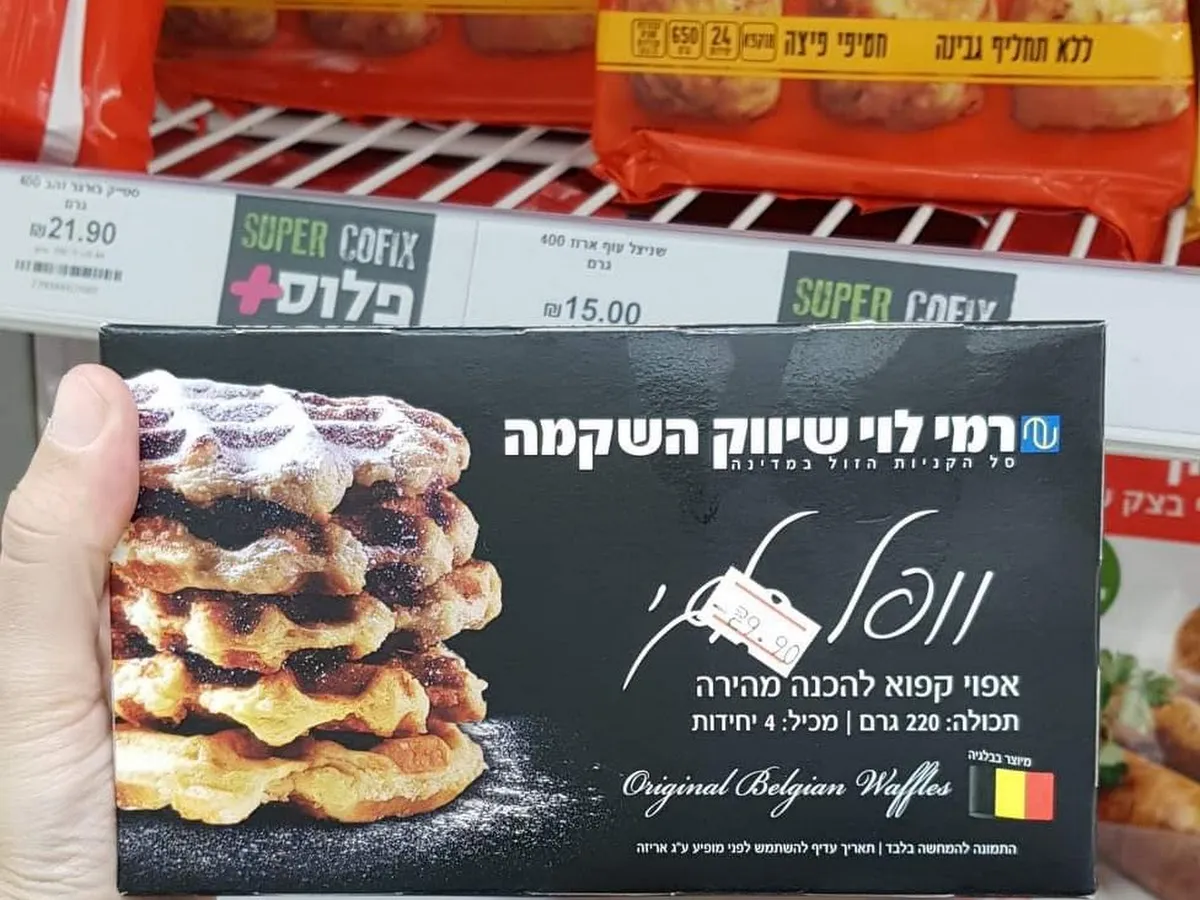 ללא תחליף גבינה
חטיפי פיצה
24
650
סטייק בורגר זהב 400
גרם
₪21.90
SUPER COFIX
פלוס+
שניצל עוף ארוז 400
גרם
₪15.00
SUPER COFIX
רמי לוי שיווק השקמה
סל הקניות הזול במדינה
וופל
29.90
אפוי קפוא להכנה מהירה
תכולה: 220 גרם | מכיל: 4 יחידות
מיוצר בבלגיה
Original Belgian Waffles
התמונה להמחשה בלבד | תאריך עדיף להשתמש לפני מופיע ע״ג אריזה
בצק